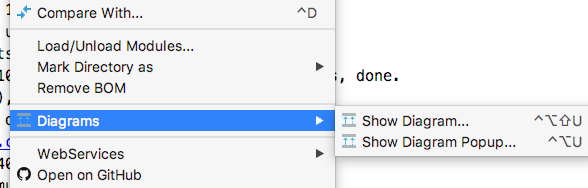 Compare With... ^D
Load/Unload Modules...
Mark Directory as
, done.
Remove BOM
Diagrams
Show Diagram... ^⌥⇧U
Show Diagram Popup... ^⌥U
WebServices
Open on GitHub